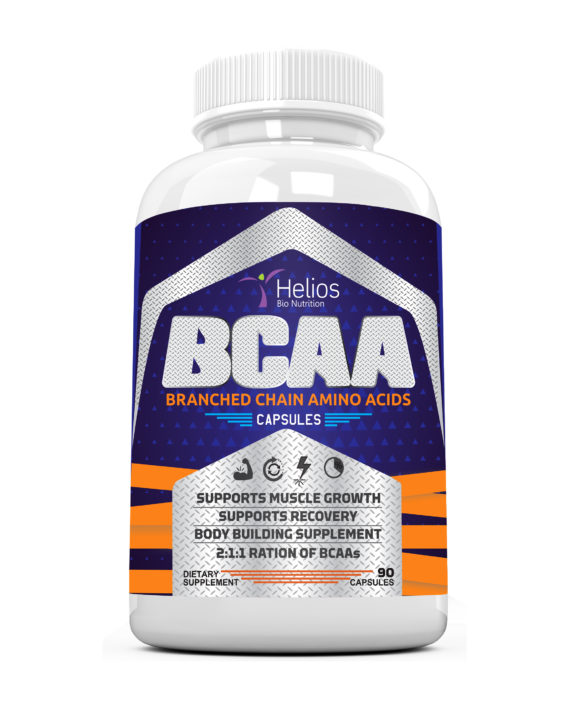 Helios
Bio Nutrition
BCAA
BRANCHED CHAIN AMINO ACIDS
CAPSULES
SUPPORTS MUSCLE GROWTH
SUPPORTS RECOVERY
BODY BUILDING SUPPLEMENT
2:1:1 RATION OF BCAAs
DIETARY
SUPPLEMENT
90
CAPSULES